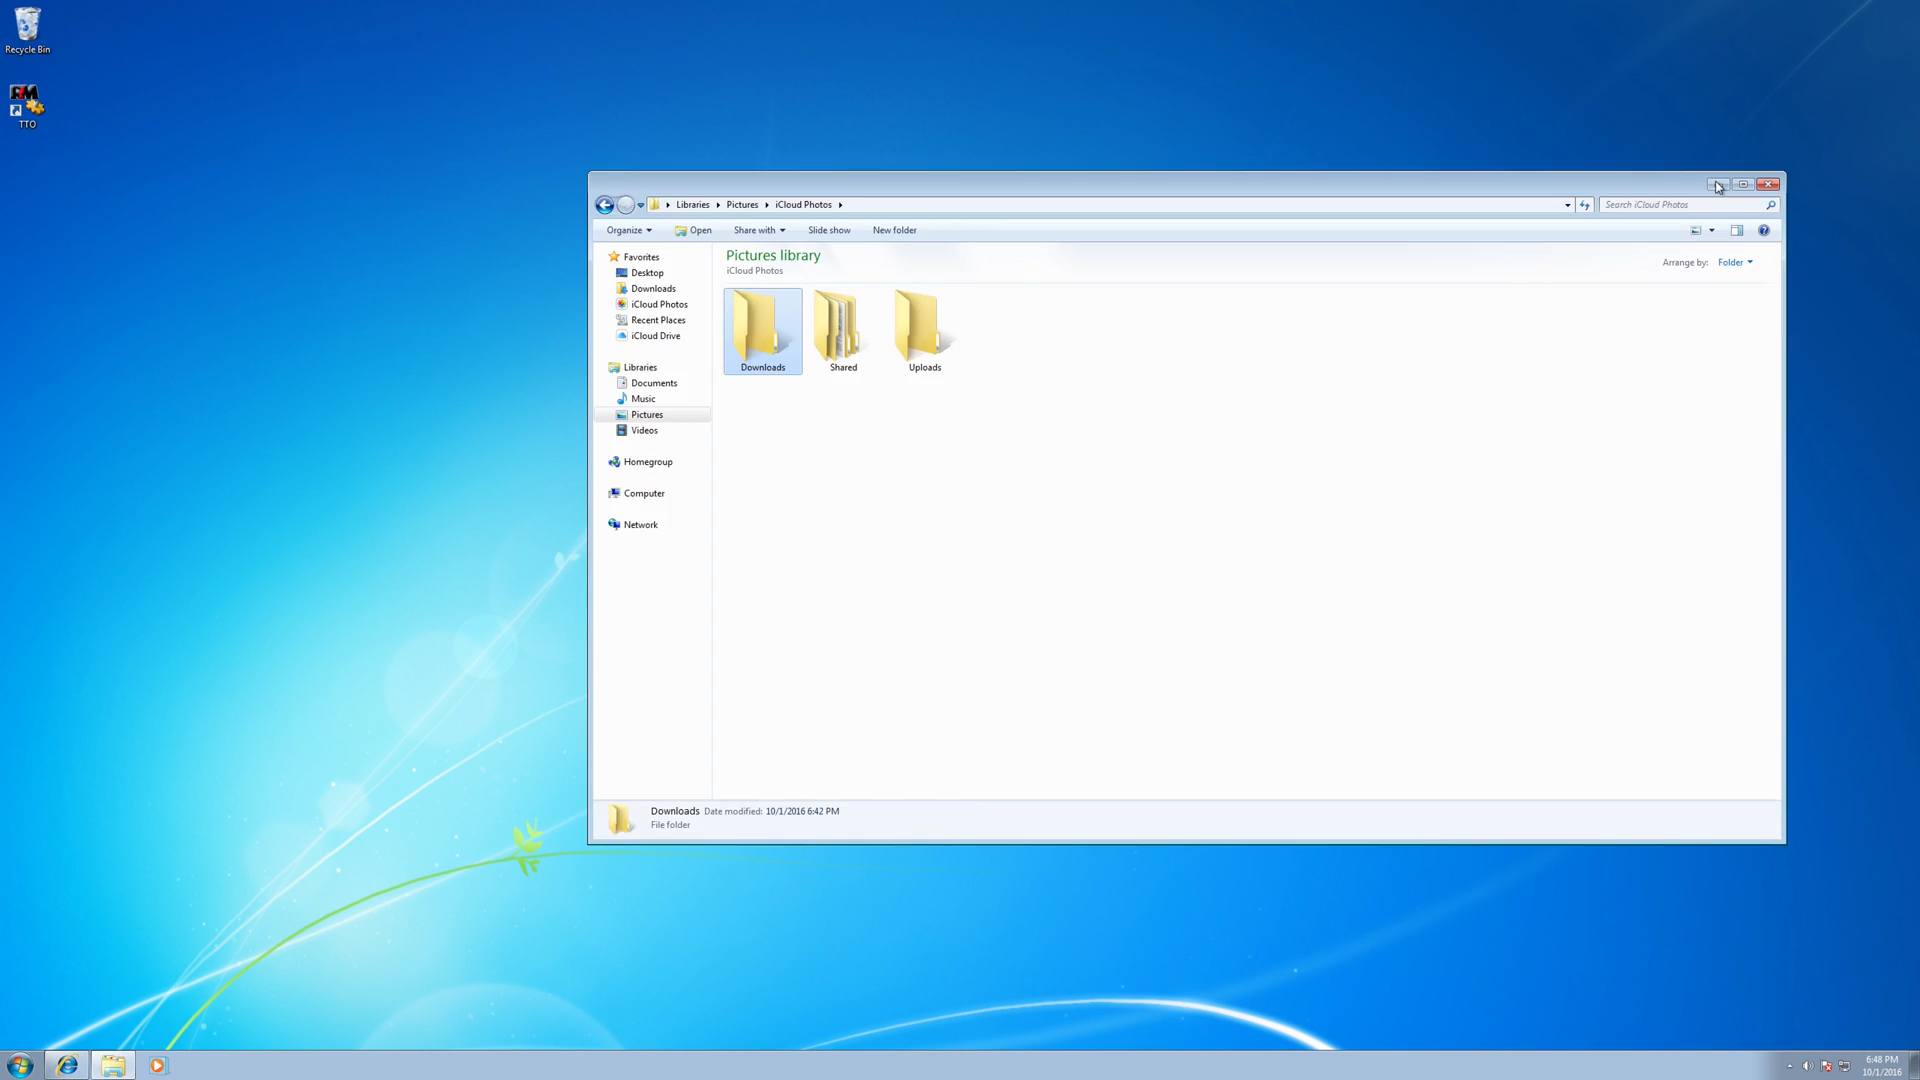 Recycle Bin
RM
TTO
Libraries
Pictures
iCloud Photos
Search iCloud Photos
Organize
Open
Share with
Slide show
New folder
Favorites
Desktop
Downloads
iCloud Photos
Recent Places
iCloud Drive
Libraries
Documents
Music
Pictures
Videos
Homegroup
Computer
Network
Pictures library
iCloud Photos
Arrange by: Folder
Downloads
Shared
Uploads
Downloads Date modified: 10/1/2016 6:42 PM
File folder
6:48 PM
10/1/2016